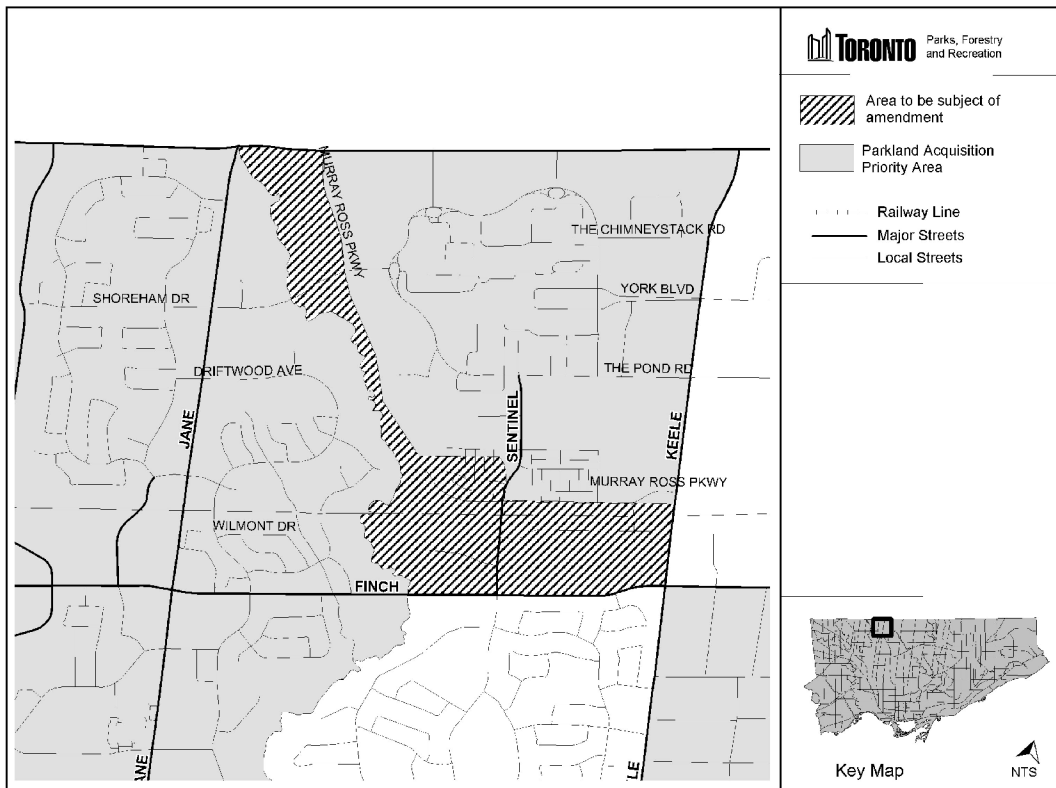 TORONTO
Parks, Forestry
and Recreation
Area to be subject of
amendment
Parkland Acquisition
Priority Area
Railway Line
Major Streets
Local Streets
MURRAY ROSS PKWY
THE CHIMNEYSTACK RD
SHOREHAM DR
YORK BLVD
DRIFTWOOD AVE
THE POND RD
JANE
SENTINEL
KEELE
MURRAY ROSS PKWY
WILMONT DR
FINCH
ANE
LE
Key Map
NTS